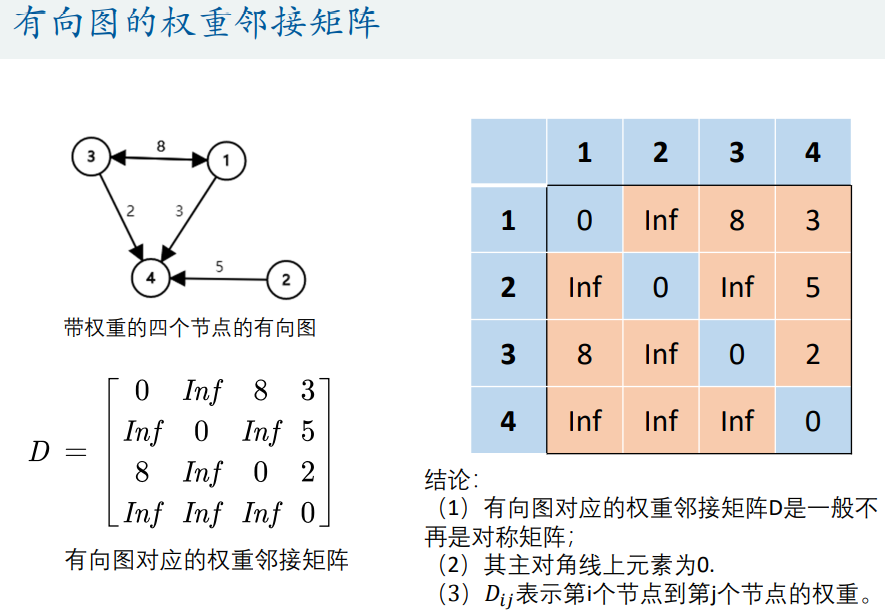 有向图的权重邻接矩阵
3
8
1
2
3
4
5
2
带权重的四个节点的有向图
D =
0 Inf 8 3
Inf 0 Inf 5
8 Inf 0 2
Inf Inf Inf 0
有向图对应的权重邻接矩阵
1 2 3 4
1 0 Inf 8 3
2 Inf 0 Inf 5
3 8 Inf 0 2
4 Inf Inf Inf 0
结论：
（1）有向图对应的权重邻接矩阵D是一般不
再是对称矩阵；
（2）其主对角线上元素为0.
（3）D_{ij}表示第i个节点到第j个节点的权重。